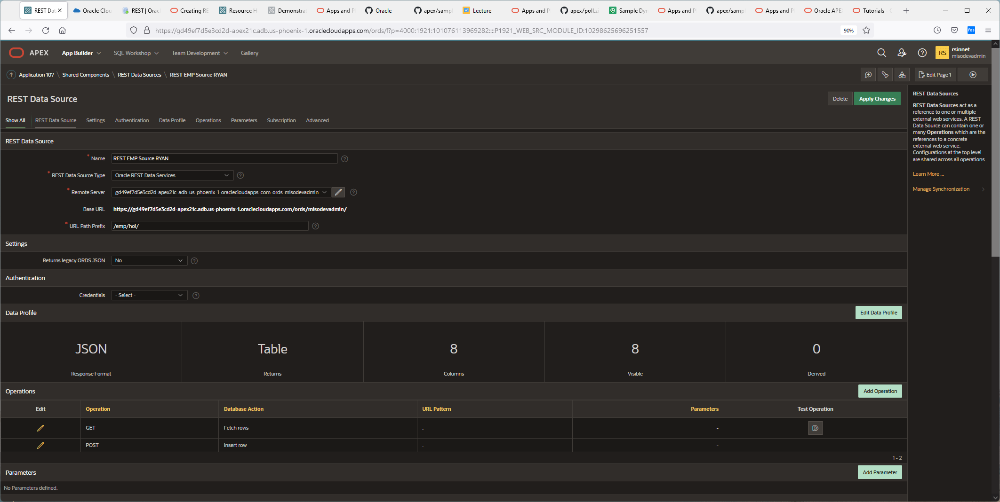 REST Dat
Oracle Clou
REST | Orac
Creating RE
Resource H
Demonstrat
Apps and P
Oracle
apex/samp
Lecture
Apps and P
apex/poll.zi
Sample Dyn
Apps and P
apex/samp
Apps and P
Oracle APE
Tutorials - O
https://gd49ef7d5e3cd2d-apex21c.adb.us-phoenix-1.oraclecloudapps.com/ords/f?p=4000:1921:101076113969282::::P1921_WEB_SRC_MODULE_ID:10298625696251557
90%
fos
APEX
App Builder
SQL Workshop
Team Development
Gallery
RS
rsinnet
misodevadmin
Application 107 \ Shared Components \ REST Data Sources \ REST EMP Source RYAN
Edit Page 1
REST Data Source
Delete
Apply Changes
Show All
REST Data Source
Settings
Authentication
Data Profile
Operations
Parameters
Subscription
Advanced
REST Data Source
* Name REST EMP Source RYAN
* REST Data Source Type Oracle REST Data Services
* Remote Server gd49ef7d5e3cd2d-apex21c-adb-us-phoenix-1-oraclecloudapps-com-ords-misodevadmin
Base URL https://gd49ef7d5e3cd2d-apex21c.adb.us-phoenix-1.oraclecloudapps.com/ords/misodevadmin/
* URL Path Prefix /emp/hol/
Settings
Returns legacy ORDS JSON No
Authentication
Credentials - Select -
Data Profile
Edit Data Profile
JSON
Response Format
Table
Returns
8
Columns
8
Visible
0
Derived
Operations
Add Operation
Edit Operation Database Action URL Pattern Parameters Test Operation
GET Fetch rows . -
POST Insert row . -
1 - 2
Parameters
Add Parameter
No Parameters defined.
REST Data Sources
REST Data Sources act as a
reference to one or multiple
external web services. A REST
Data Source can contain one or
many Operations which are the
references to a concrete
external web service.
Configurations at the top level
are shared across all operations.
Learn More ...
Manage Synchronization